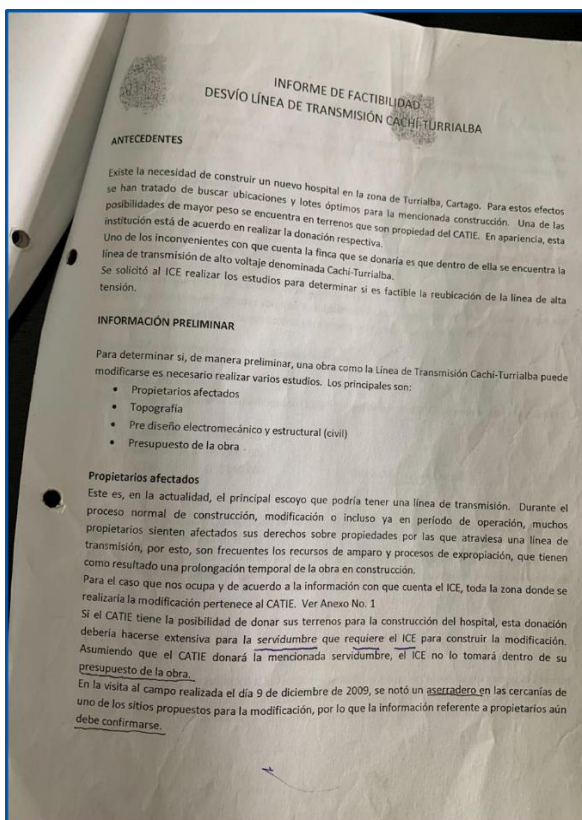 INFORME DE FACTIBILIDAD
DESVÍO LÍNEA DE TRANSMISIÓN CACHÍ-TURRIALBA
ANTECEDENTES
Existe la necesidad de construir un nuevo hospital en la zona de Turrialba, Cartago. Para estos efectos
se han tratado de buscar ubicaciones y lotes óptimos para la mencionada construcción. Una de las
posibilidades de mayor peso se encuentra en terrenos que son propiedad del CATIE. En apariencia, esta
institución está de acuerdo en realizar la donación respectiva.
Uno de los inconvenientes con que cuenta la finca que se donaría es que dentro de ella se encuentra la
línea de transmisión de alto voltaje denominada Cachí-Turrialba.
Se solicitó al ICE realizar los estudios para determinar si es factible la reubicación de la línea de alta
tensión.
INFORMACIÓN PRELIMINAR
Para determinar si, de manera preliminar, una obra como la Línea de Transmisión Cachí-Turrialba puede
modificarse es necesario realizar varios estudios. Los principales son:
• Propietarios afectados
• Topografía
• Pre diseño electromecánico y estructural (civil)
• Presupuesto de la obra
Propietarios afectados
Este es, en la actualidad, el principal escoyo que podría tener una línea de transmisión. Durante el
proceso normal de construcción, modificación o incluso ya en período de operación, muchos
propietarios sienten afectados sus derechos sobre propiedades por las que atraviesa una línea de
transmisión, por esto, son frecuentes los recursos de amparo y procesos de expropiación, que tienen
como resultado una prolongación temporal de la obra en construcción.
Para el caso que nos ocupa y de acuerdo a la información con que cuenta el ICE, toda la zona donde se
realizaría la modificación pertenece al CATIE. Ver Anexo No. 1
Si el CATIE tiene la posibilidad de donar sus terrenos para la construcción del hospital, esta donación
debería hacerse extensiva para la servidumbre que requiere el ICE para construir la modificación.
Asumiendo que el CATIE donará la mencionada servidumbre, el ICE no lo tomará dentro de su
presupuesto de la obra.
En la visita al campo realizada el día 9 de diciembre de 2009, se notó un aserradero en las cercanías de
uno de los sitios propuestos para la modificación, por lo que la información referente a propietarios aún
debe confirmarse.